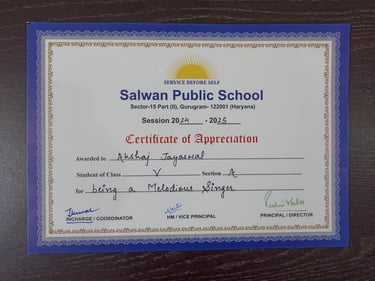 SERVICE BEFORE SELF
Salwan Public School
Sector-15 Part (II), Gurugram- 122001 (Haryana)
Session 2024 - 2025
Certificate of Appreciation
Awarded to Akshaj Jayaswal
Student of Class V Section A
for being a Melodious Singer
INCHARGE / COORDINATOR HM / VICE PRINCIPAL PRINCIPAL / DIRECTOR